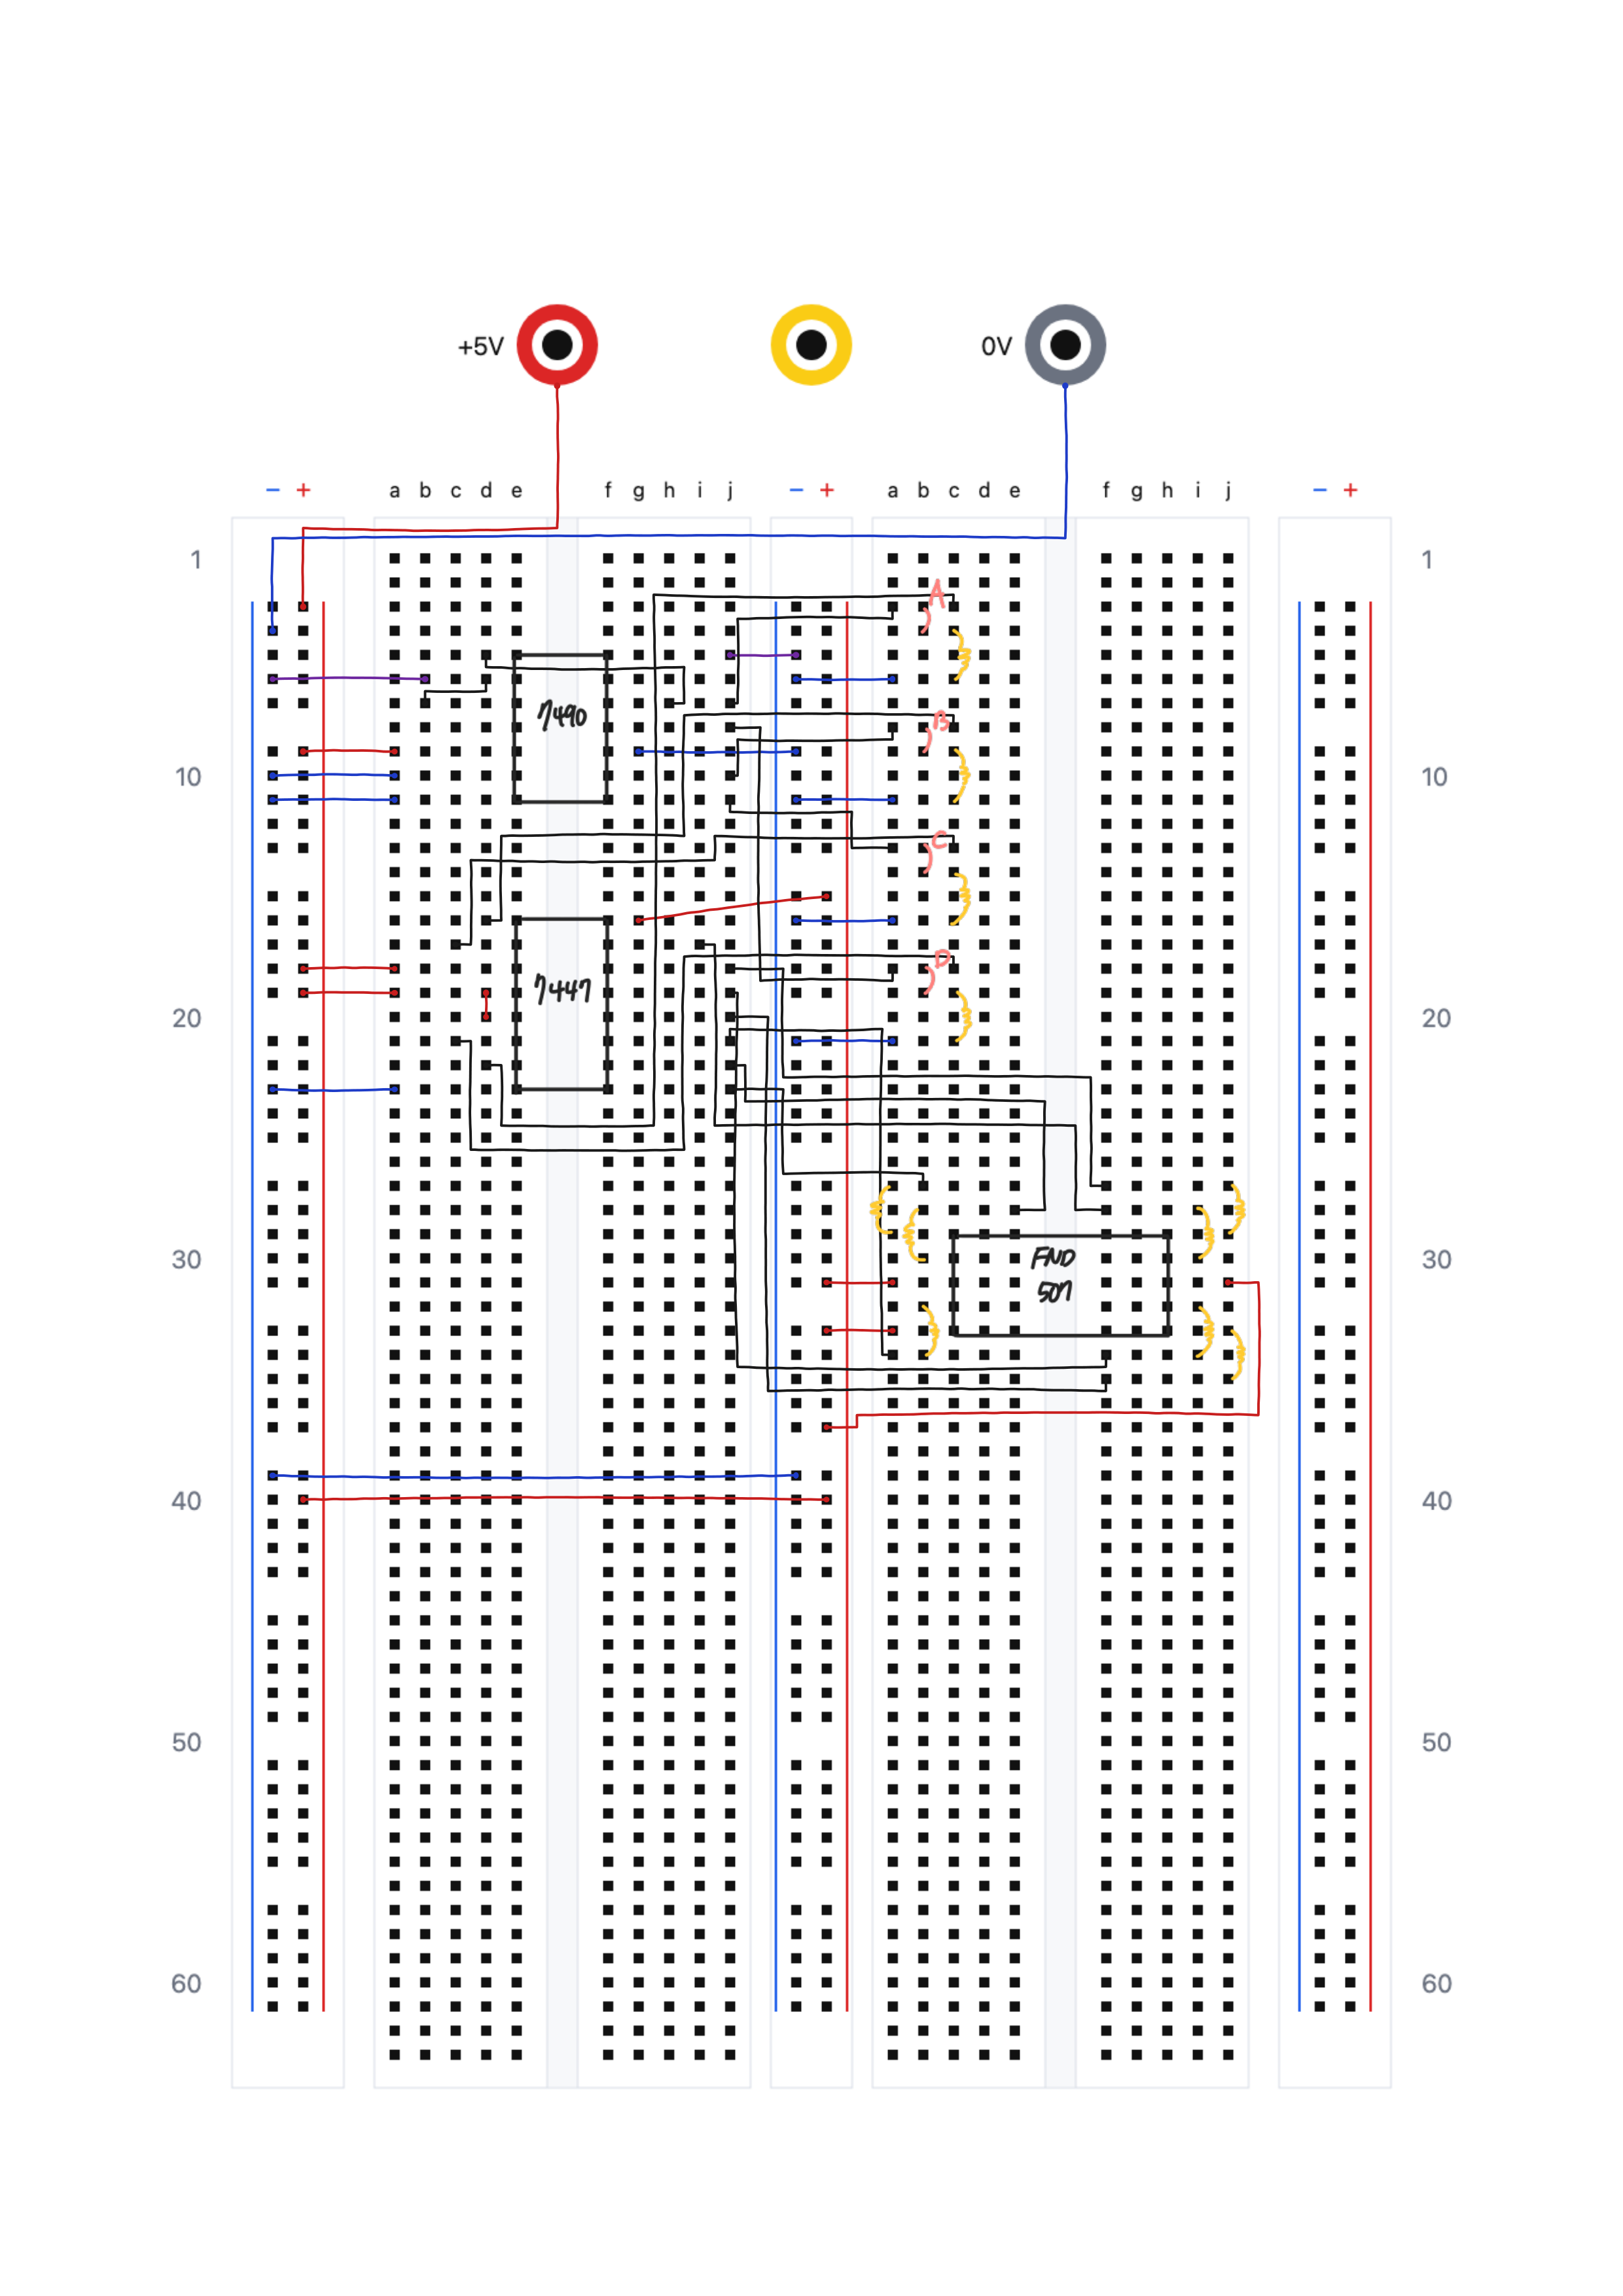 +5V 0V
− + a b c d e f g h i j − + a b c d e f g h i j − +
1 1
A
7490
B
10 10
C
D
7447
20 20
30 FND 30
507
40 40
50 50
60 60